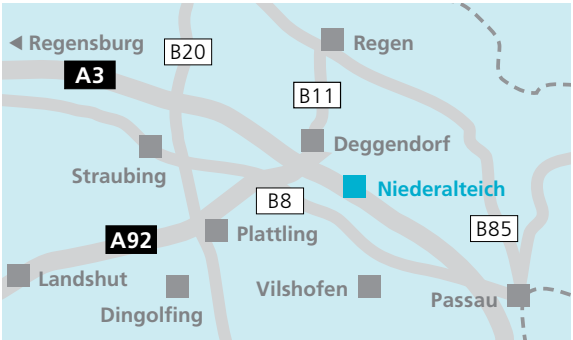 Regensburg
B20
Regen
A3
B11
Deggendorf
Straubing
Niederalteich
B8
B85
A92
Plattling
Landshut
Vilshofen
Passau
Dingolfing